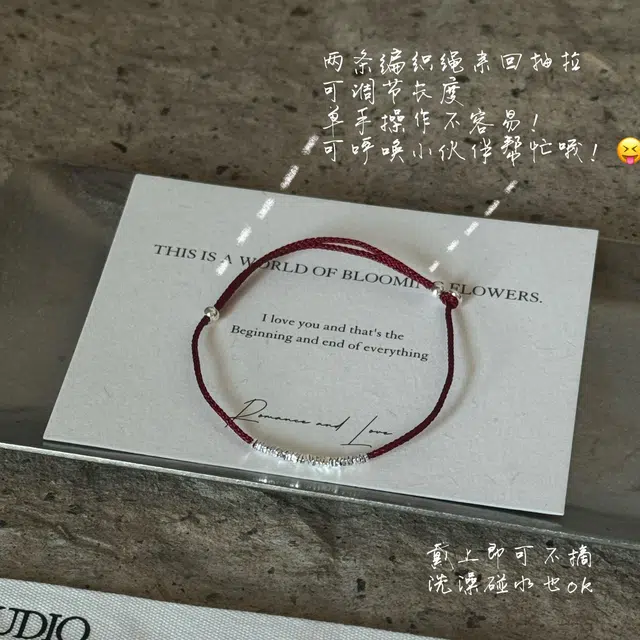 两条编织绳来回抽拉
可调节长度
单手操作不容易！
可呼唤小伙伴帮忙哦！😝
THIS IS A WORLD OF BLOOMING FLOWERS.
I love you and that's the
Beginning and end of everything
Romance and Love
戴上即可不摘
洗澡碰水也ok
UDIO